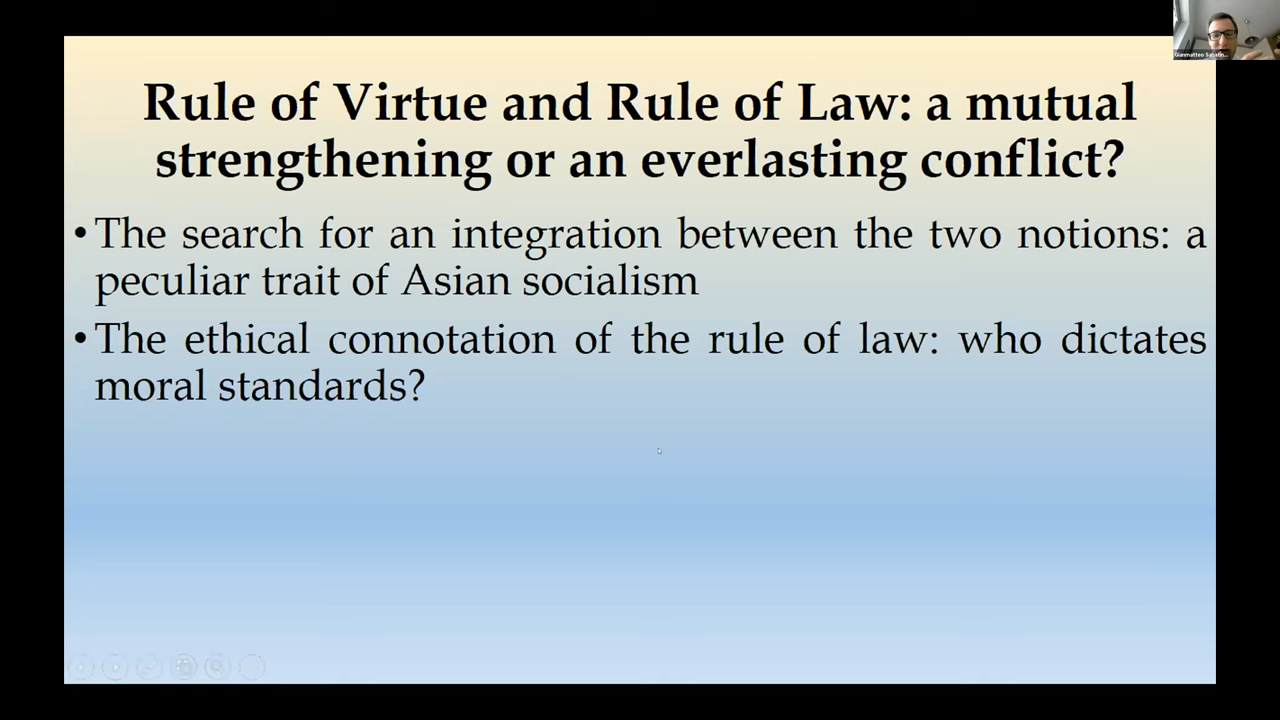 Gianmatteo Sabatin...
Rule of Virtue and Rule of Law: a mutual
strengthening or an everlasting conflict?
• The search for an integration between the two notions: a
peculiar trait of Asian socialism
• The ethical connotation of the rule of law: who dictates
moral standards?